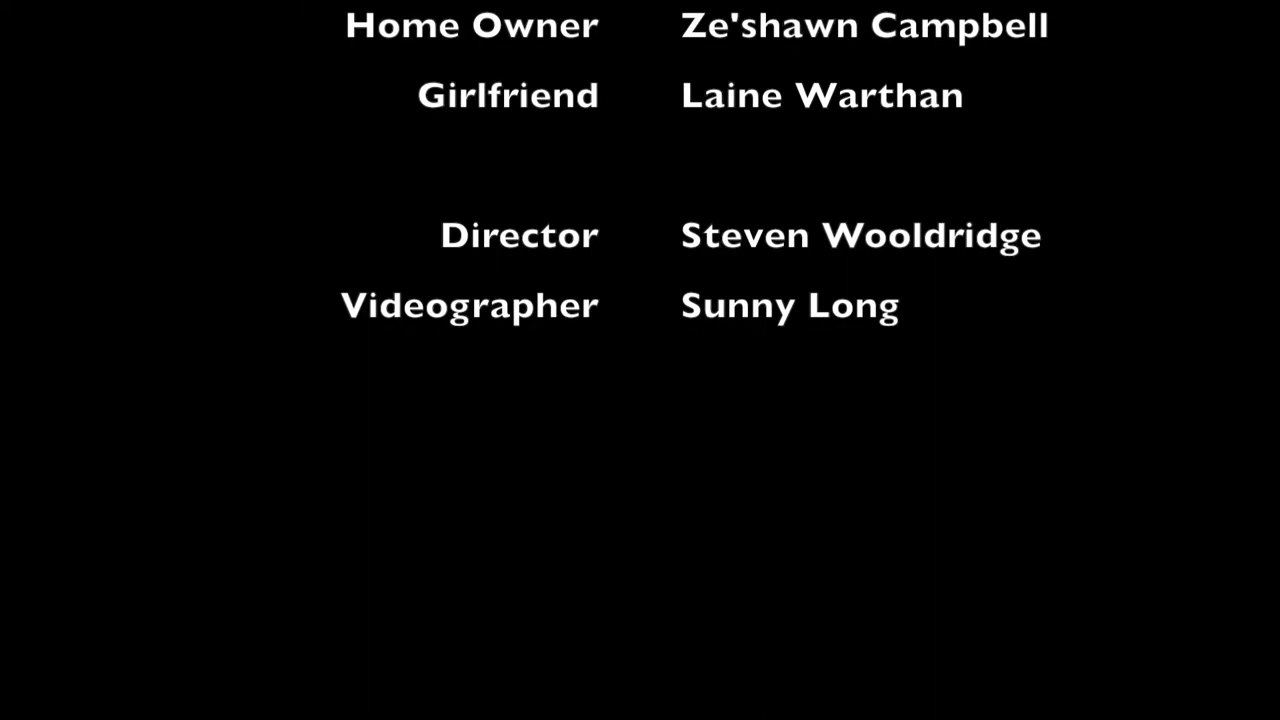 Home Owner Ze'shawn Campbell
Girlfriend Laine Warthan
Director Steven Wooldridge
Videographer Sunny Long